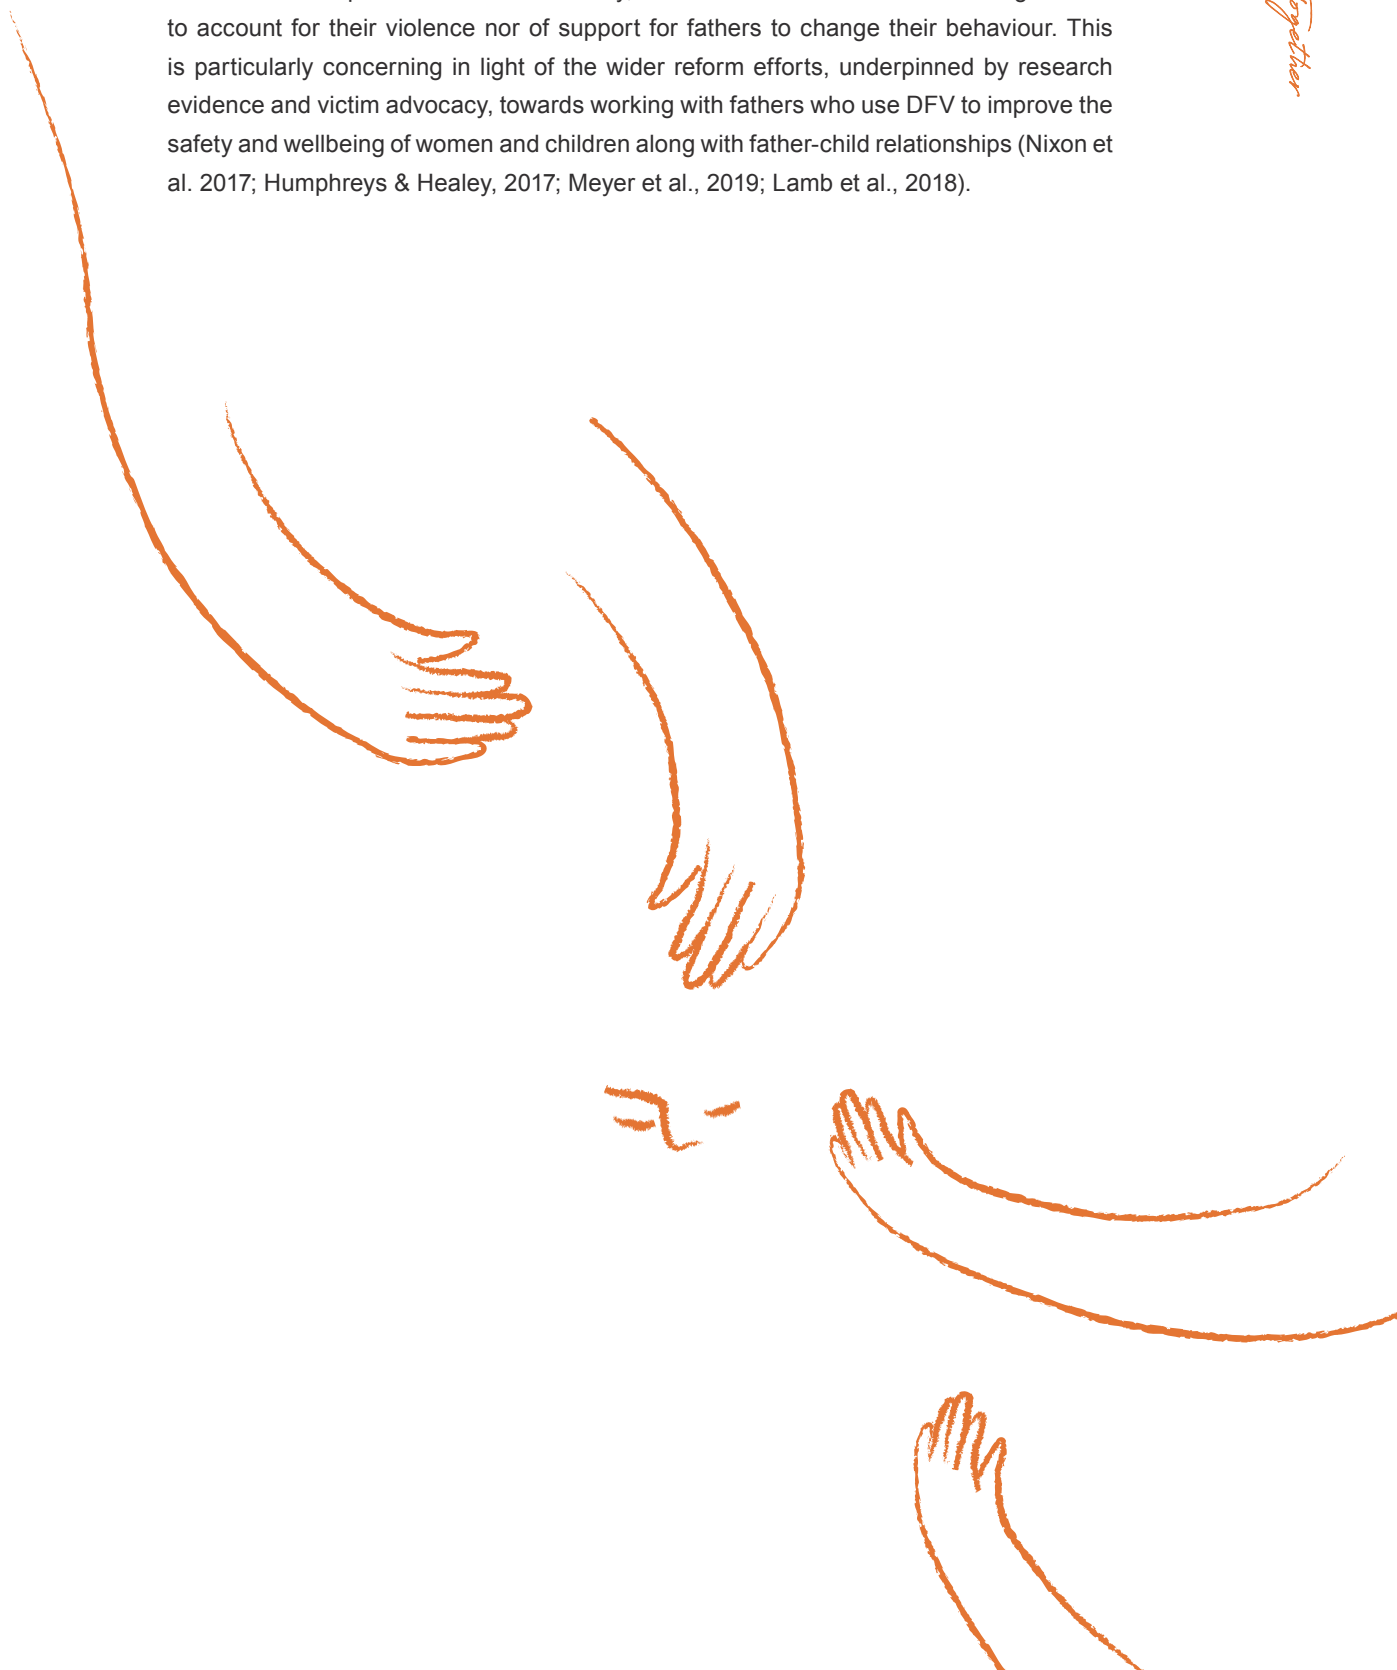 to account for their violence nor of support for fathers to change their behaviour. This
is particularly concerning in light of the wider reform efforts, underpinned by research
evidence and victim advocacy, towards working with fathers who use DFV to improve the
safety and wellbeing of women and children along with father-child relationships (Nixon et
al. 2017; Humphreys & Healey, 2017; Meyer et al., 2019; Lamb et al., 2018).
Together